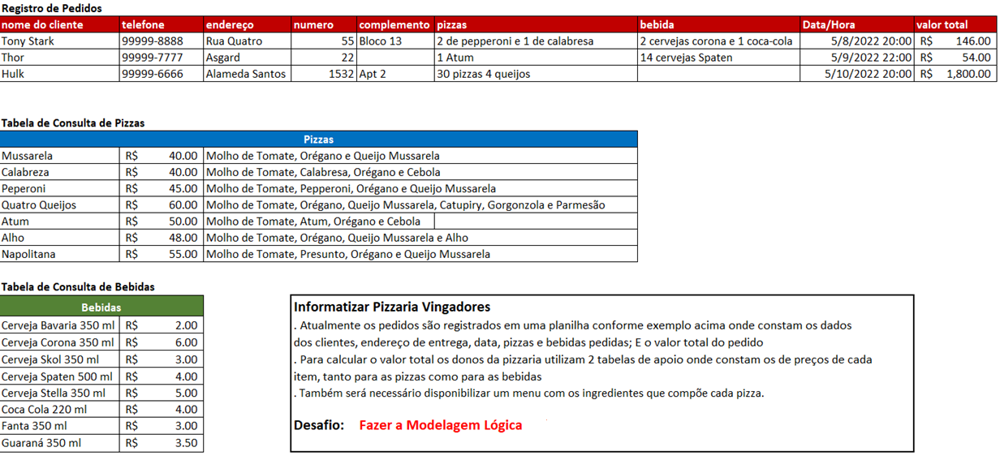 Registro de Pedidos
nome do cliente telefone endereço numero complemento pizzas bebida Data/Hora valor total
Tony Stark 99999-8888 Rua Quatro 55 Bloco 13 2 de pepperoni e 1 de calabresa 2 cervejas corona e 1 coca-cola 5/8/2022 20:00 R$ 146.00
Thor 99999-7777 Asgard 22 1 Atum 14 cervejas Spaten 5/9/2022 22:00 R$ 54.00
Hulk 99999-6666 Alameda Santos 1532 Apt 2 30 pizzas 4 queijos 5/10/2022 20:00 R$ 1,800.00
Tabela de Consulta de Pizzas
Pizzas
Mussarela R$ 40.00 Molho de Tomate, Orégano e Queijo Mussarela
Calabreza R$ 40.00 Molho de Tomate, Calabresa, Orégano e Cebola
Peperoni R$ 45.00 Molho de Tomate, Pepperoni, Orégano e Queijo Mussarela
Quatro Queijos R$ 60.00 Molho de Tomate, Orégano, Queijo Mussarela, Catupiry, Gorgonzola e Parmesão
Atum R$ 50.00 Molho de Tomate, Atum, Orégano e Cebola
Alho R$ 48.00 Molho de Tomate, Orégano, Queijo Mussarela e Alho
Napolitana R$ 55.00 Molho de Tomate, Presunto, Orégano e Queijo Mussarela
Tabela de Consulta de Bebidas
Bebidas
Cerveja Bavaria 350 ml R$ 2.00
Cerveja Corona 350 ml R$ 6.00
Cerveja Skol 350 ml R$ 3.00
Cerveja Spaten 500 ml R$ 4.00
Cerveja Stella 350 ml R$ 5.00
Coca Cola 220 ml R$ 4.00
Fanta 350 ml R$ 3.00
Guaraná 350 ml R$ 3.50
Informatizar Pizzaria Vingadores
. Atualmente os pedidos são registrados em uma planilha conforme exemplo acima onde constam os dados
dos clientes, endereço de entrega, data, pizzas e bebidas pedidas; E o valor total do pedido
. Para calcular o valor total os donos da pizzaria utilizam 2 tabelas de apoio onde constam os de preços de cada
item, tanto para as pizzas como para as bebidas
. Também será necessário disponibilizar um menu com os ingredientes que compõe cada pizza.
Desafio: Fazer a Modelagem Lógica